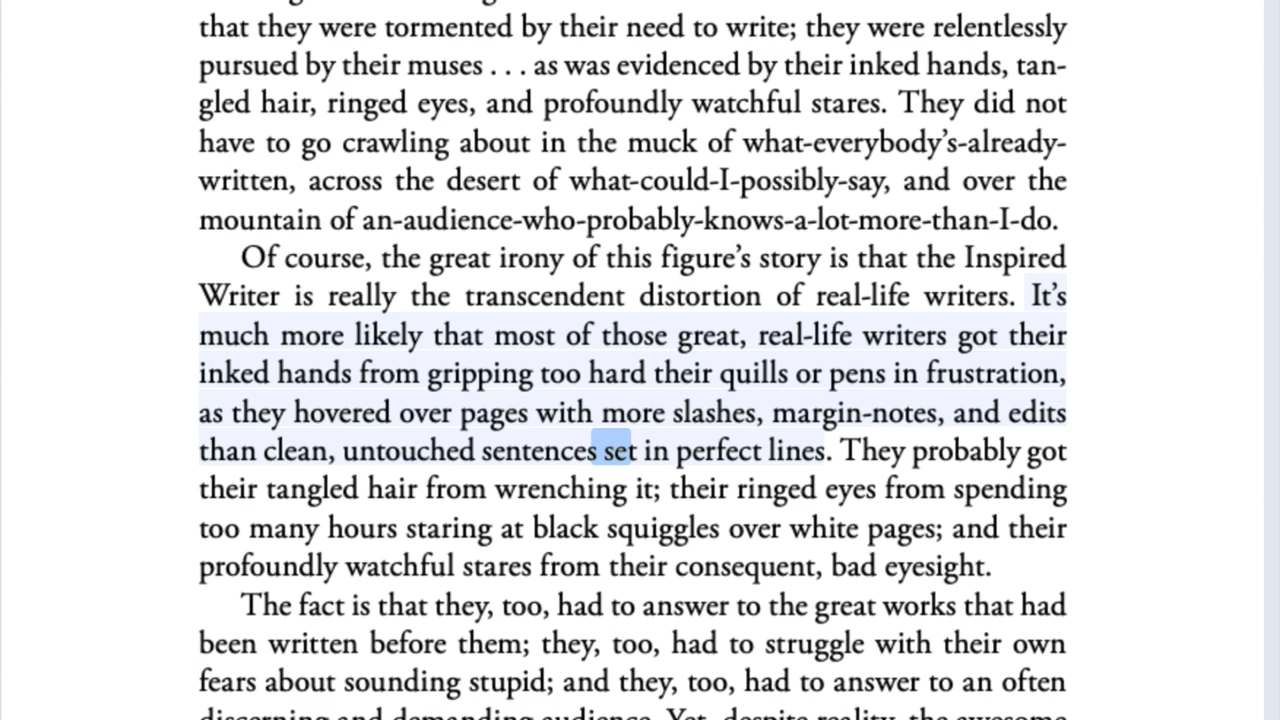 that they were tormented by their need to write; they were relentlessly
pursued by their muses . . . as was evidenced by their inked hands, tan-
gled hair, ringed eyes, and profoundly watchful stares. They did not
have to go crawling about in the muck of what-everybody’s-already-
written, across the desert of what-could-I-possibly-say, and over the
mountain of an-audience-who-probably-knows-a-lot-more-than-I-do.
Of course, the great irony of this figure’s story is that the Inspired
Writer is really the transcendent distortion of real-life writers. It’s
much more likely that most of those great, real-life writers got their
inked hands from gripping too hard their quills or pens in frustration,
as they hovered over pages with more slashes, margin-notes, and edits
than clean, untouched sentences set in perfect lines. They probably got
their tangled hair from wrenching it; their ringed eyes from spending
too many hours staring at black squiggles over white pages; and their
profoundly watchful stares from their consequent, bad eyesight.
The fact is that they, too, had to answer to the great works that had
been written before them; they, too, had to struggle with their own
fears about sounding stupid; and they, too, had to answer to an often
discerning and demanding audience. Yet, despite reality, the awesome